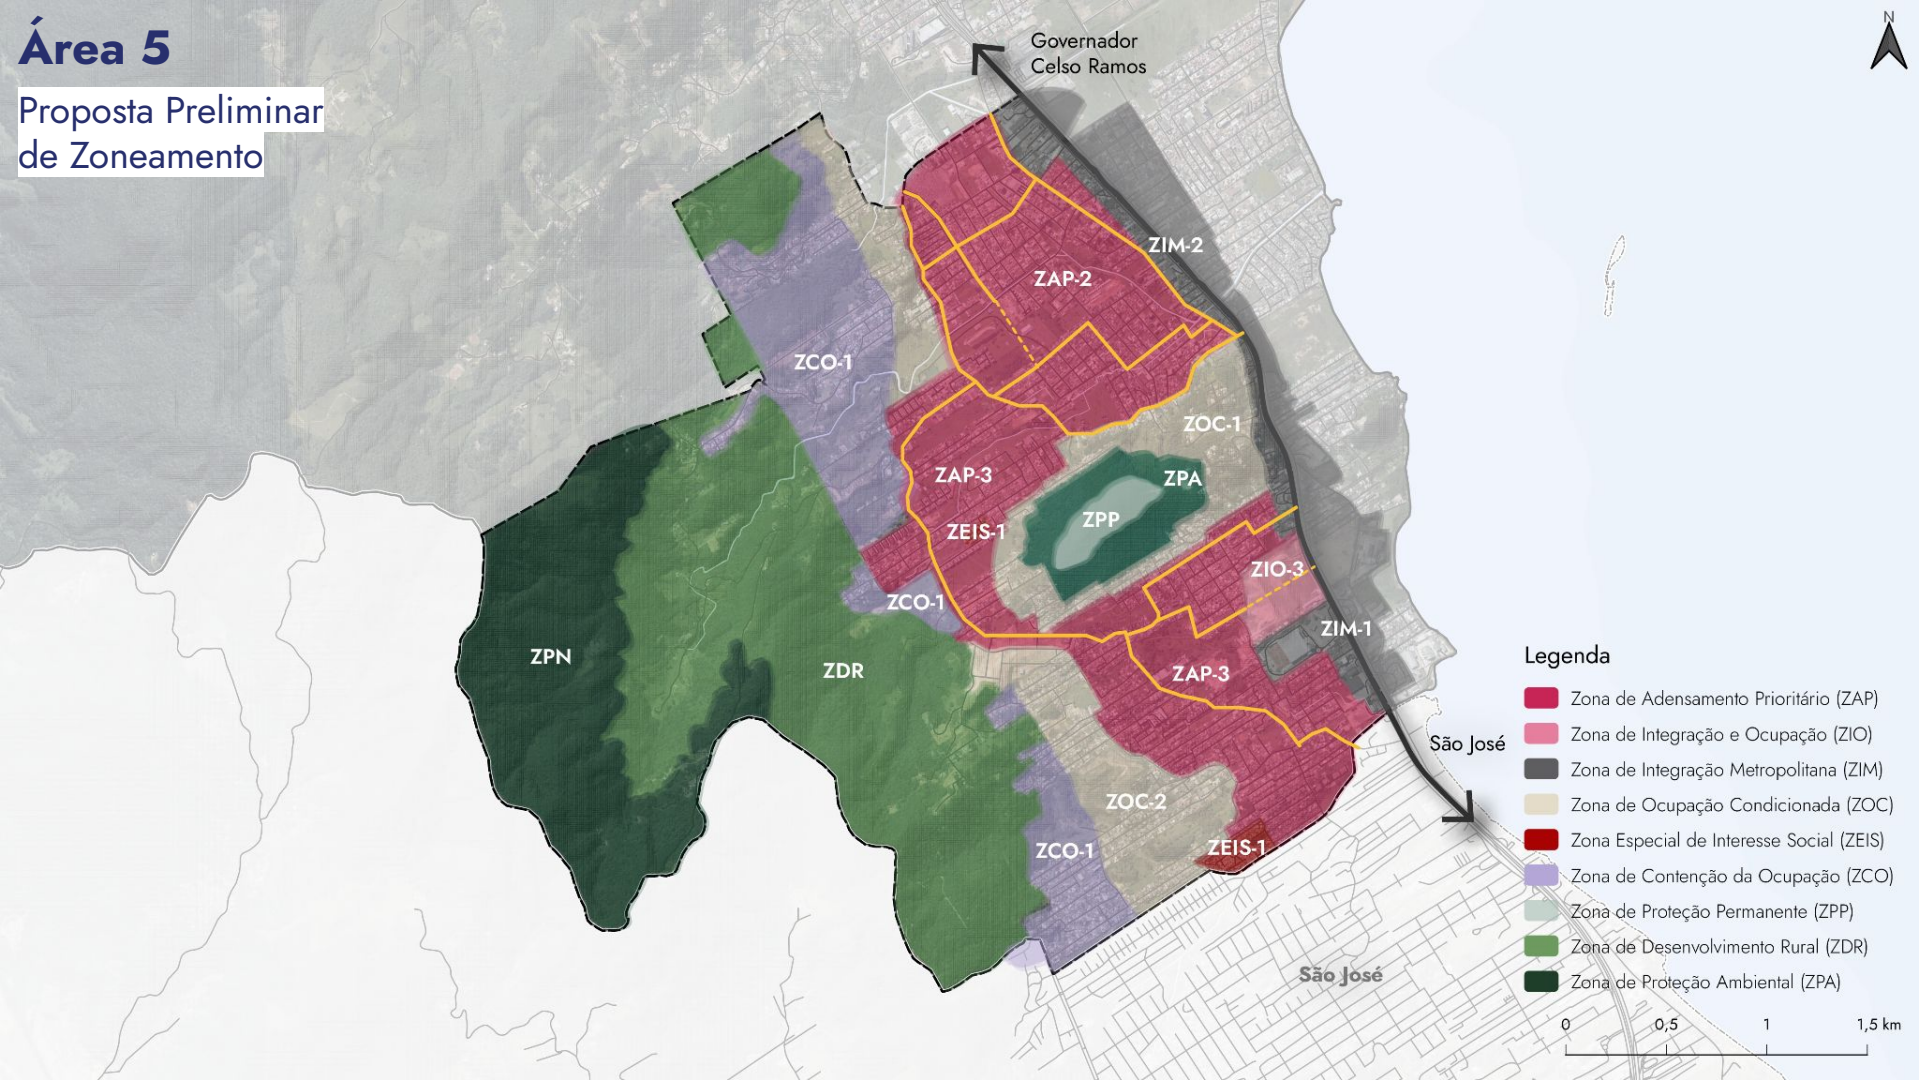 Área 5
Proposta Preliminar
de Zoneamento
Governador
Celso Ramos
N
ZIM-2
ZAP-2
ZCO-1
ZOC-1
ZAP-3
ZPA
ZPP
ZEIS-1
ZIO-3
ZCO-1
ZIM-1
ZPN
ZDR
ZAP-3
São José
ZOC-2
ZCO-1
ZEIS-1
São José
Legenda
Zona de Adensamento Prioritário (ZAP)
Zona de Integração e Ocupação (ZIO)
Zona de Integração Metropolitana (ZIM)
Zona de Ocupação Condicionada (ZOC)
Zona Especial de Interesse Social (ZEIS)
Zona de Contenção da Ocupação (ZCO)
Zona de Proteção Permanente (ZPP)
Zona de Desenvolvimento Rural (ZDR)
Zona de Proteção Ambiental (ZPA)
0 0,5 1 1,5 km